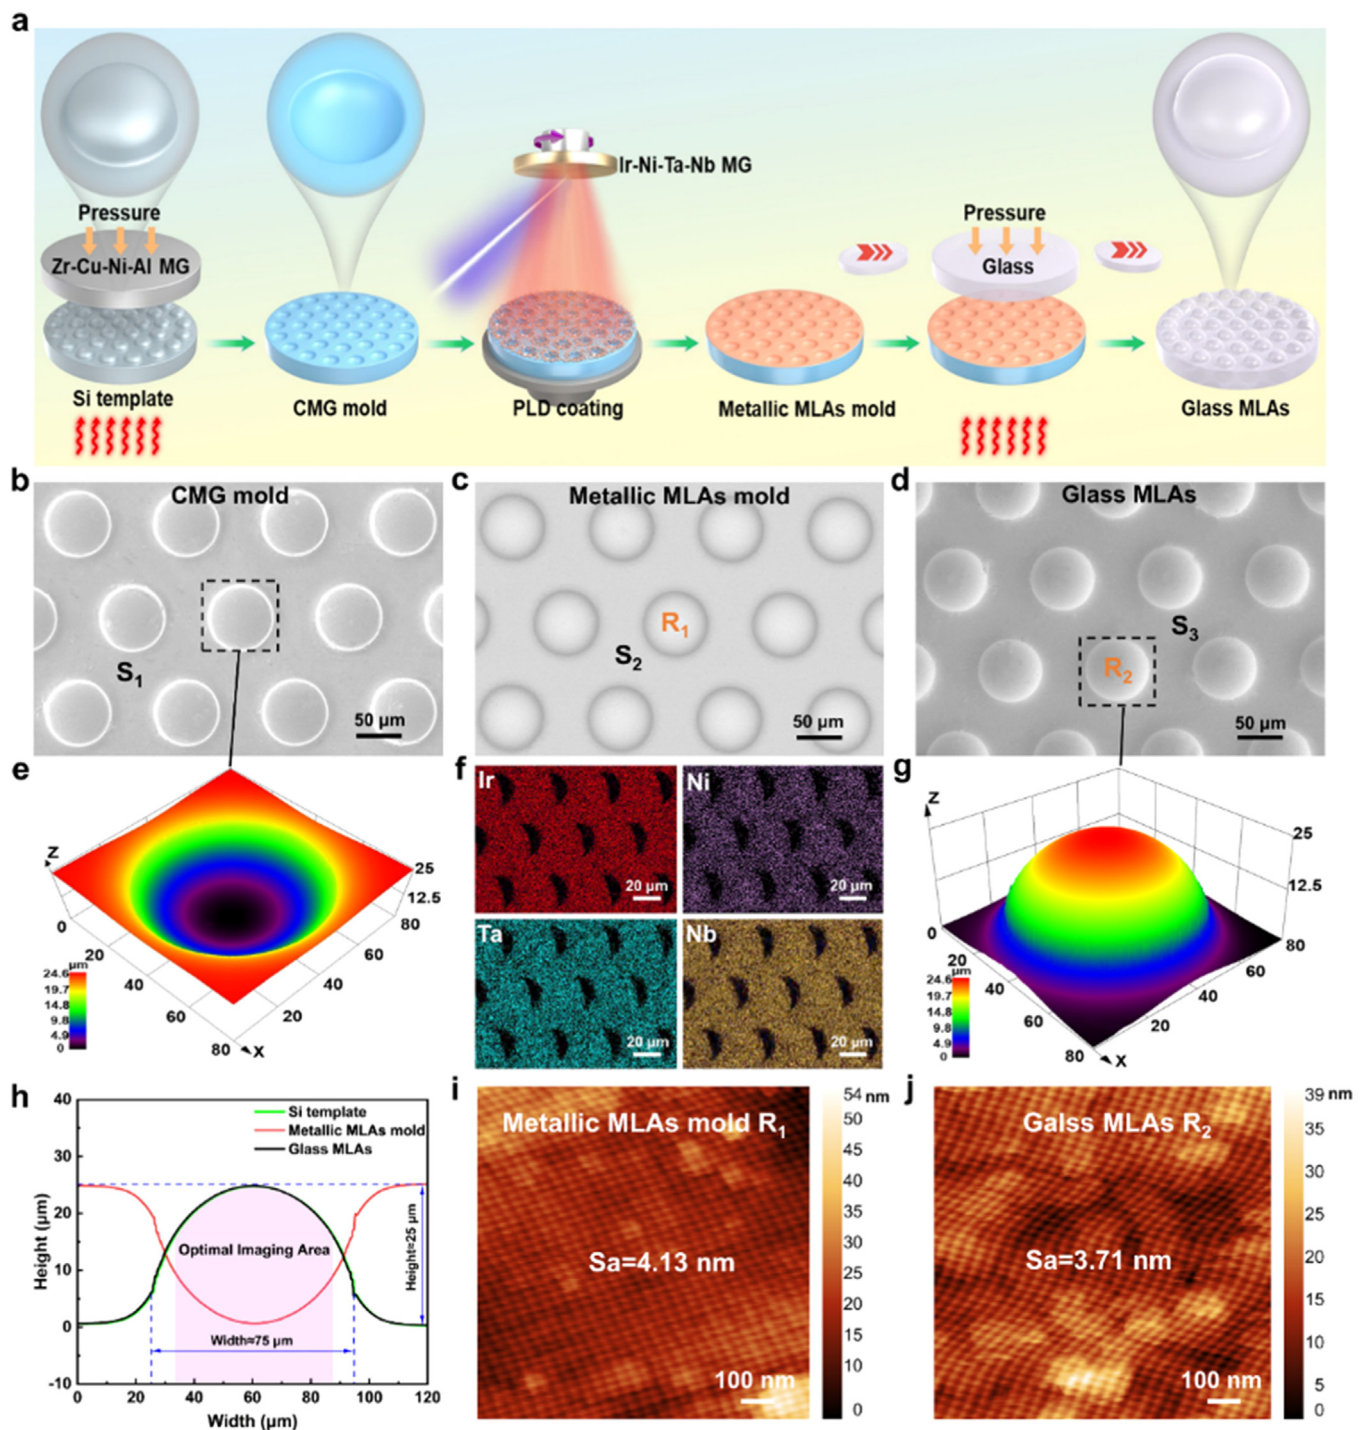 a
Ir-Ni-Ta-Nb MG
Pressure
Pressure
Zr-Cu-Ni-Al MG
Glass
Si template
CMG mold
PLD coating
Metallic MLAs mold
Glass MLAs
b
CMG mold
S1
50 µm
c
Metallic MLAs mold
R1
S2
50 µm
d
Glass MLAs
S3
R2
50 µm
e
Z
25
12.5
80
60
40
20
0
20
40
60
80
X
µm
24.6
19.7
14.8
9.8
4.9
0
f
Ir
20 µm
Ni
20 µm
Ta
20 µm
Nb
20 µm
g
Z
25
12.5
80
60
40
20
0
40
60
80
X
µm
24.6
19.7
14.8
9.8
4.9
0
h
40
30
20
10
0
-10
Height (µm)
Si template
Metallic MLAs mold
Glass MLAs
Optimal Imaging Area
Height≈25 µm
Width≈75 µm
0 20 40 60 80 100 120
Width (µm)
i
Metallic MLAs mold R1
Sa=4.13 nm
100 nm
54 nm
50
40
30
20
10
0
j
Galss MLAs R2
Sa=3.71 nm
100 nm
39 nm
35
30
25
20
15
10
5
0